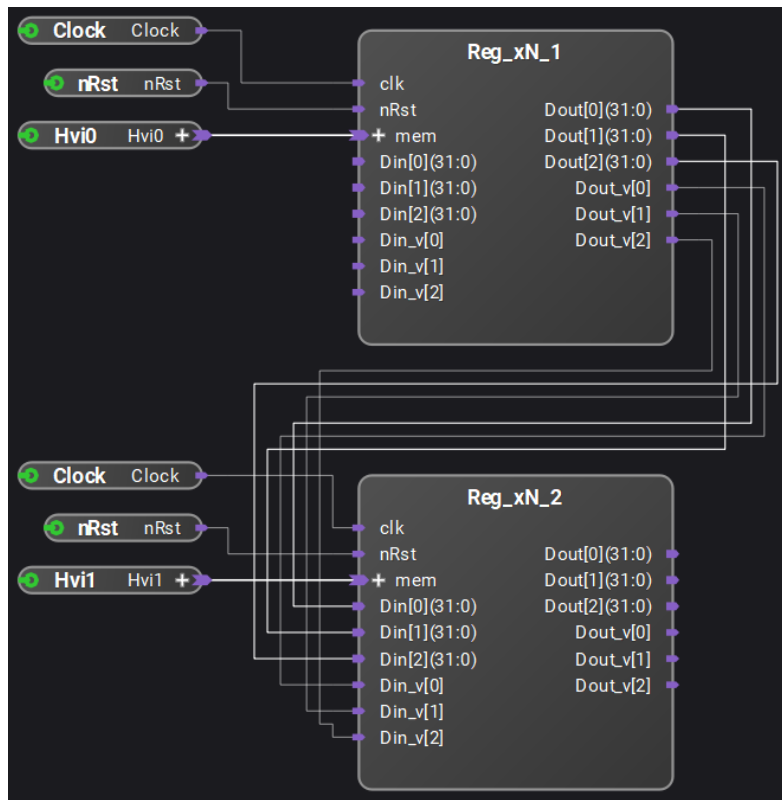 Clock Clock
nRst nRst
Hvi0 Hvi0
Reg_xN_1
clk
nRst
mem
Din[0](31:0)
Din[1](31:0)
Din[2](31:0)
Din_v[0]
Din_v[1]
Din_v[2]
Dout[0](31:0)
Dout[1](31:0)
Dout[2](31:0)
Dout_v[0]
Dout_v[1]
Dout_v[2]
Clock Clock
nRst nRst
Hvi1 Hvi1
Reg_xN_2
clk
nRst
mem
Din[0](31:0)
Din[1](31:0)
Din[2](31:0)
Din_v[0]
Din_v[1]
Din_v[2]
Dout[0](31:0)
Dout[1](31:0)
Dout[2](31:0)
Dout_v[0]
Dout_v[1]
Dout_v[2]